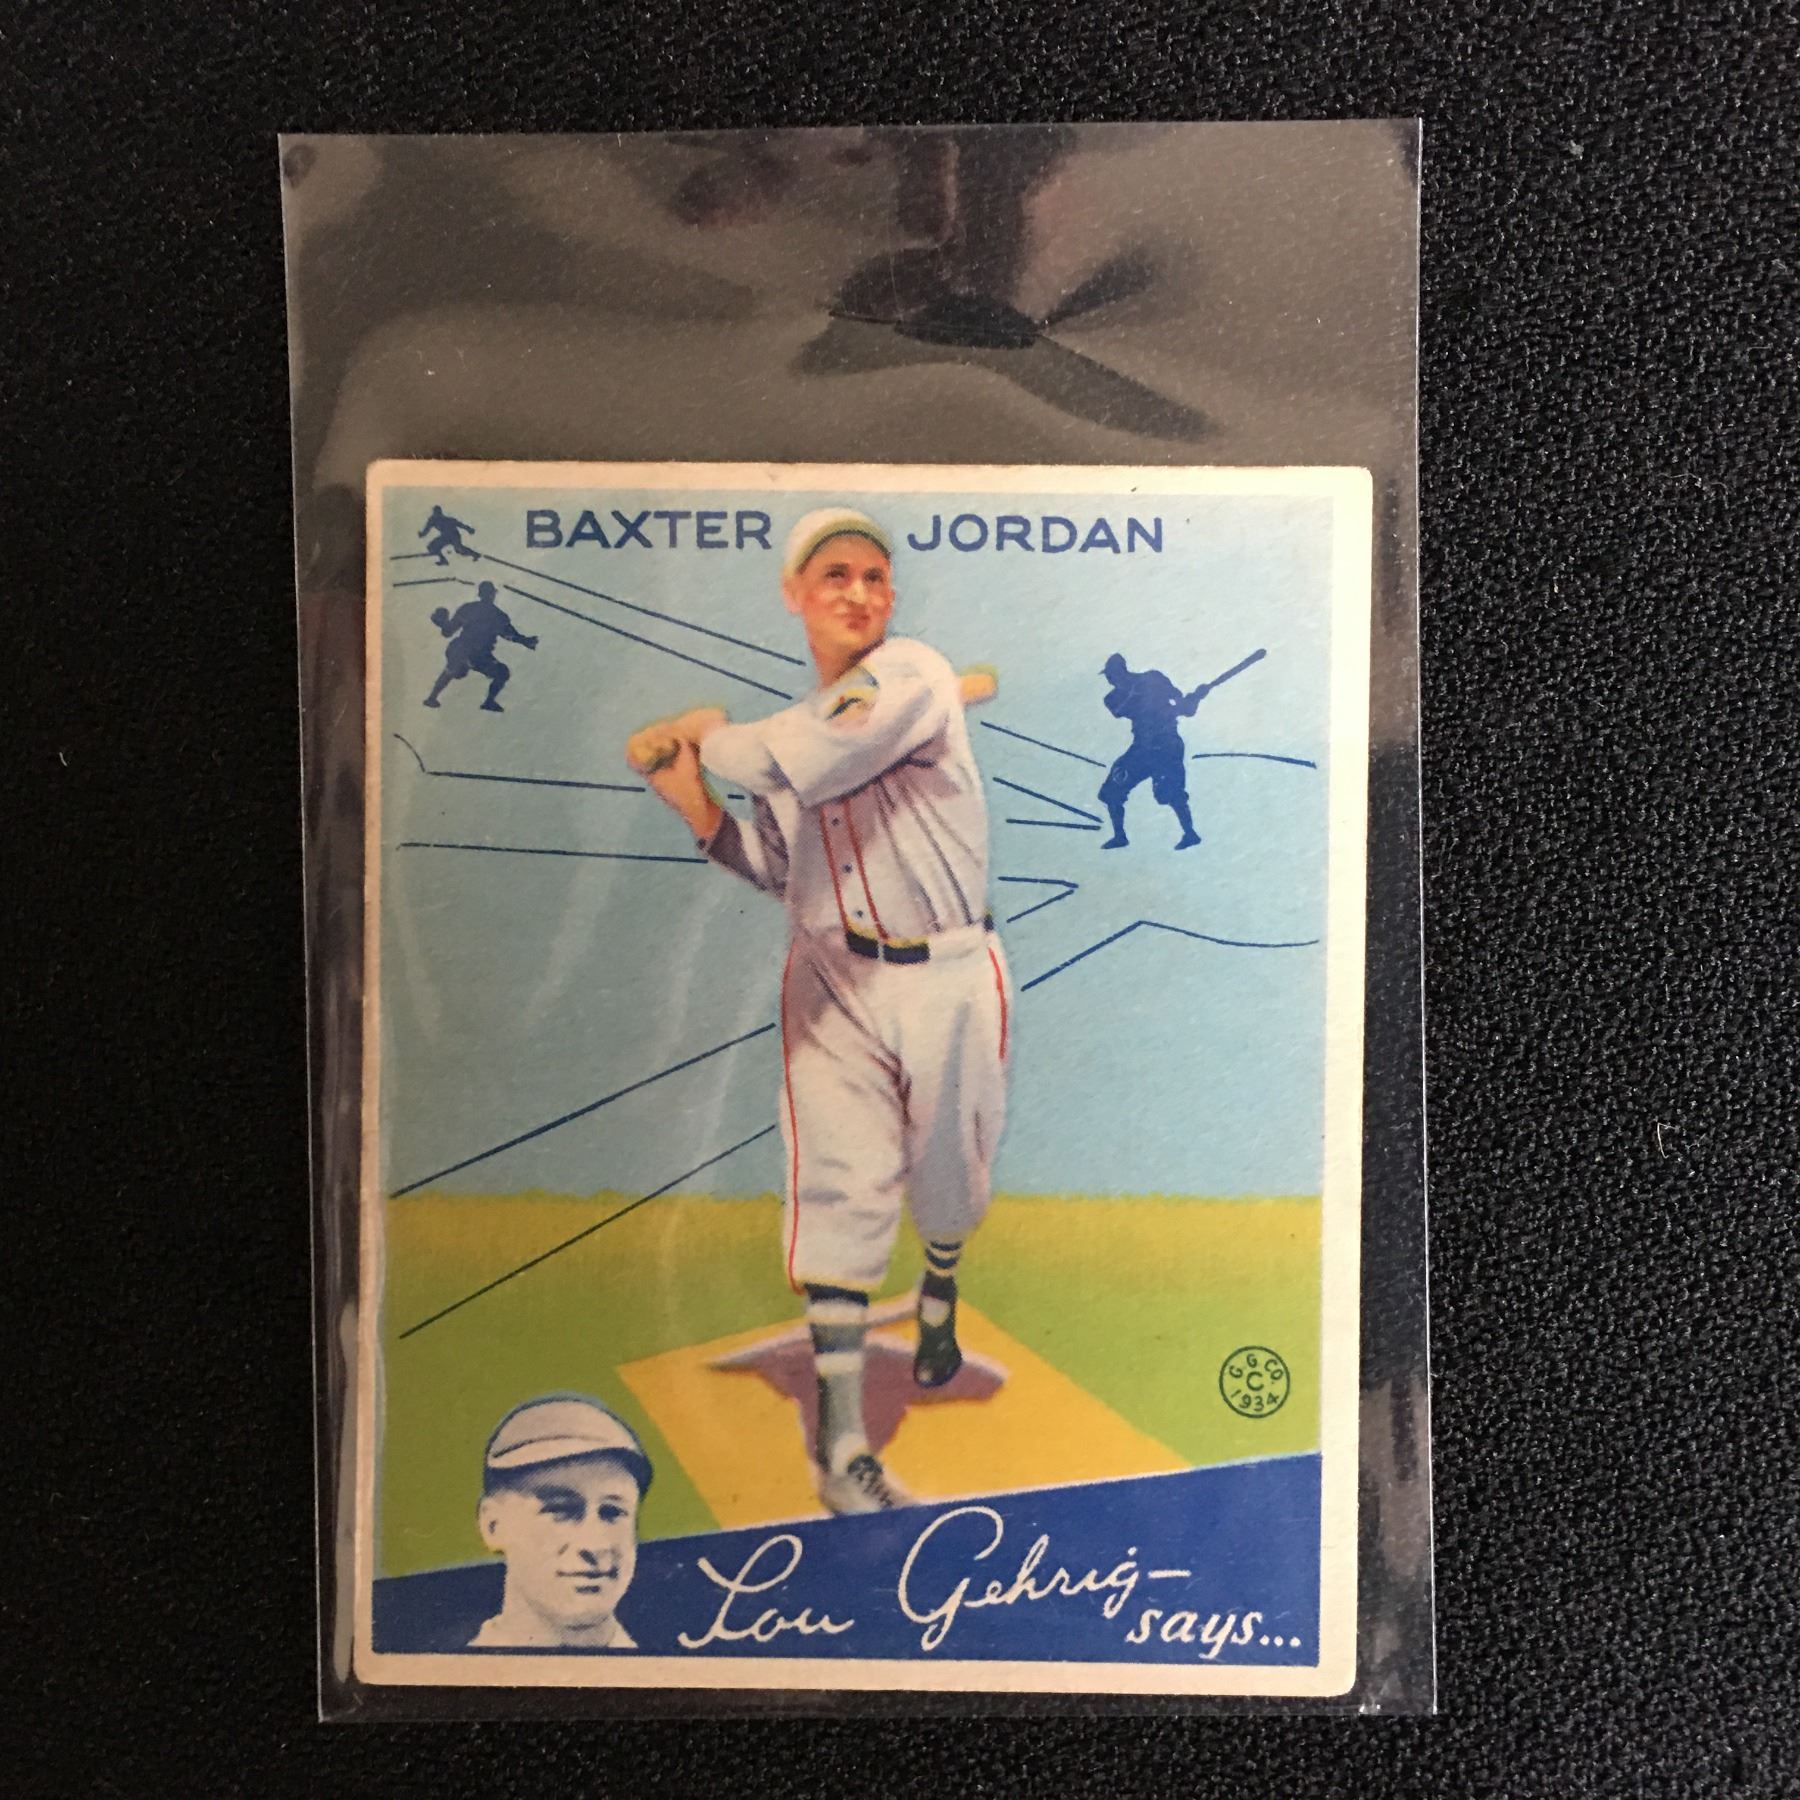 BAXTER JORDAN
G. G. CO.
C
1934
Lou Gehrig—
says...